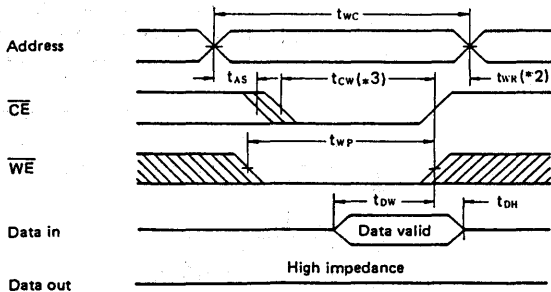 tWC
Address
tAS
tCW(*3)
tWR(*2)
CE
tWP
WE
tDW
tDH
Data in
Data valid
High impedance
Data out